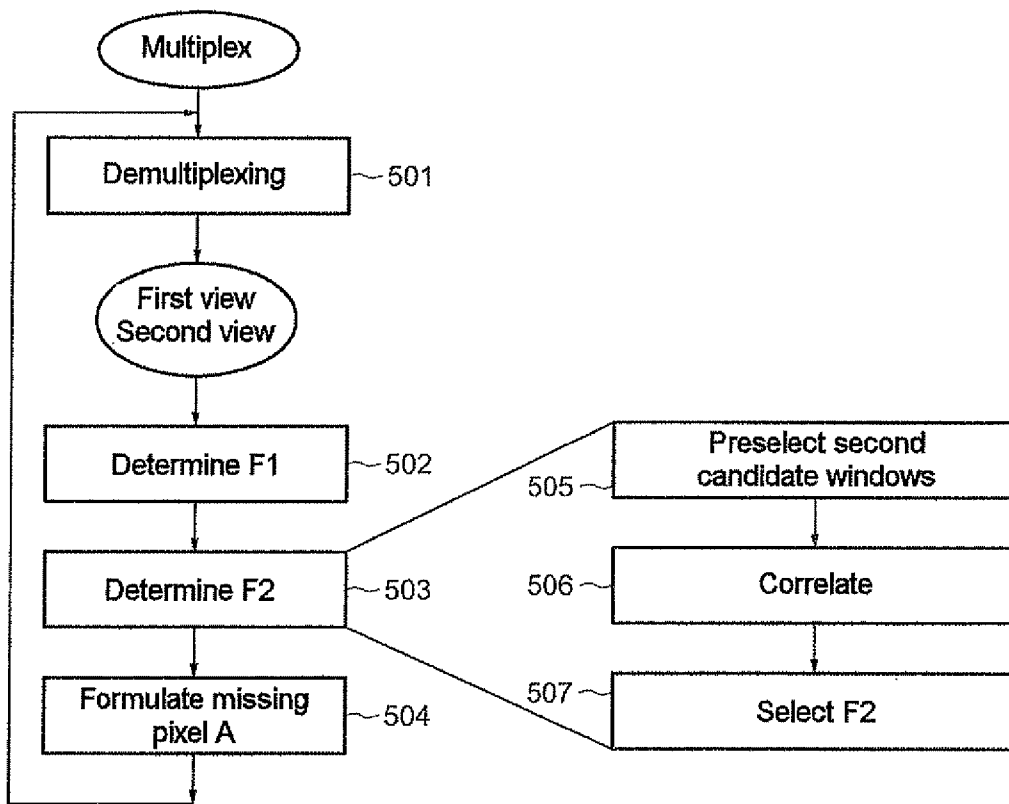 Multiplex
Demultiplexing
501
First view
Second view
Determine F1
502
Determine F2
503
Formulate missing
pixel A
504
Preselect second
candidate windows
505
Correlate
506
Select F2
507